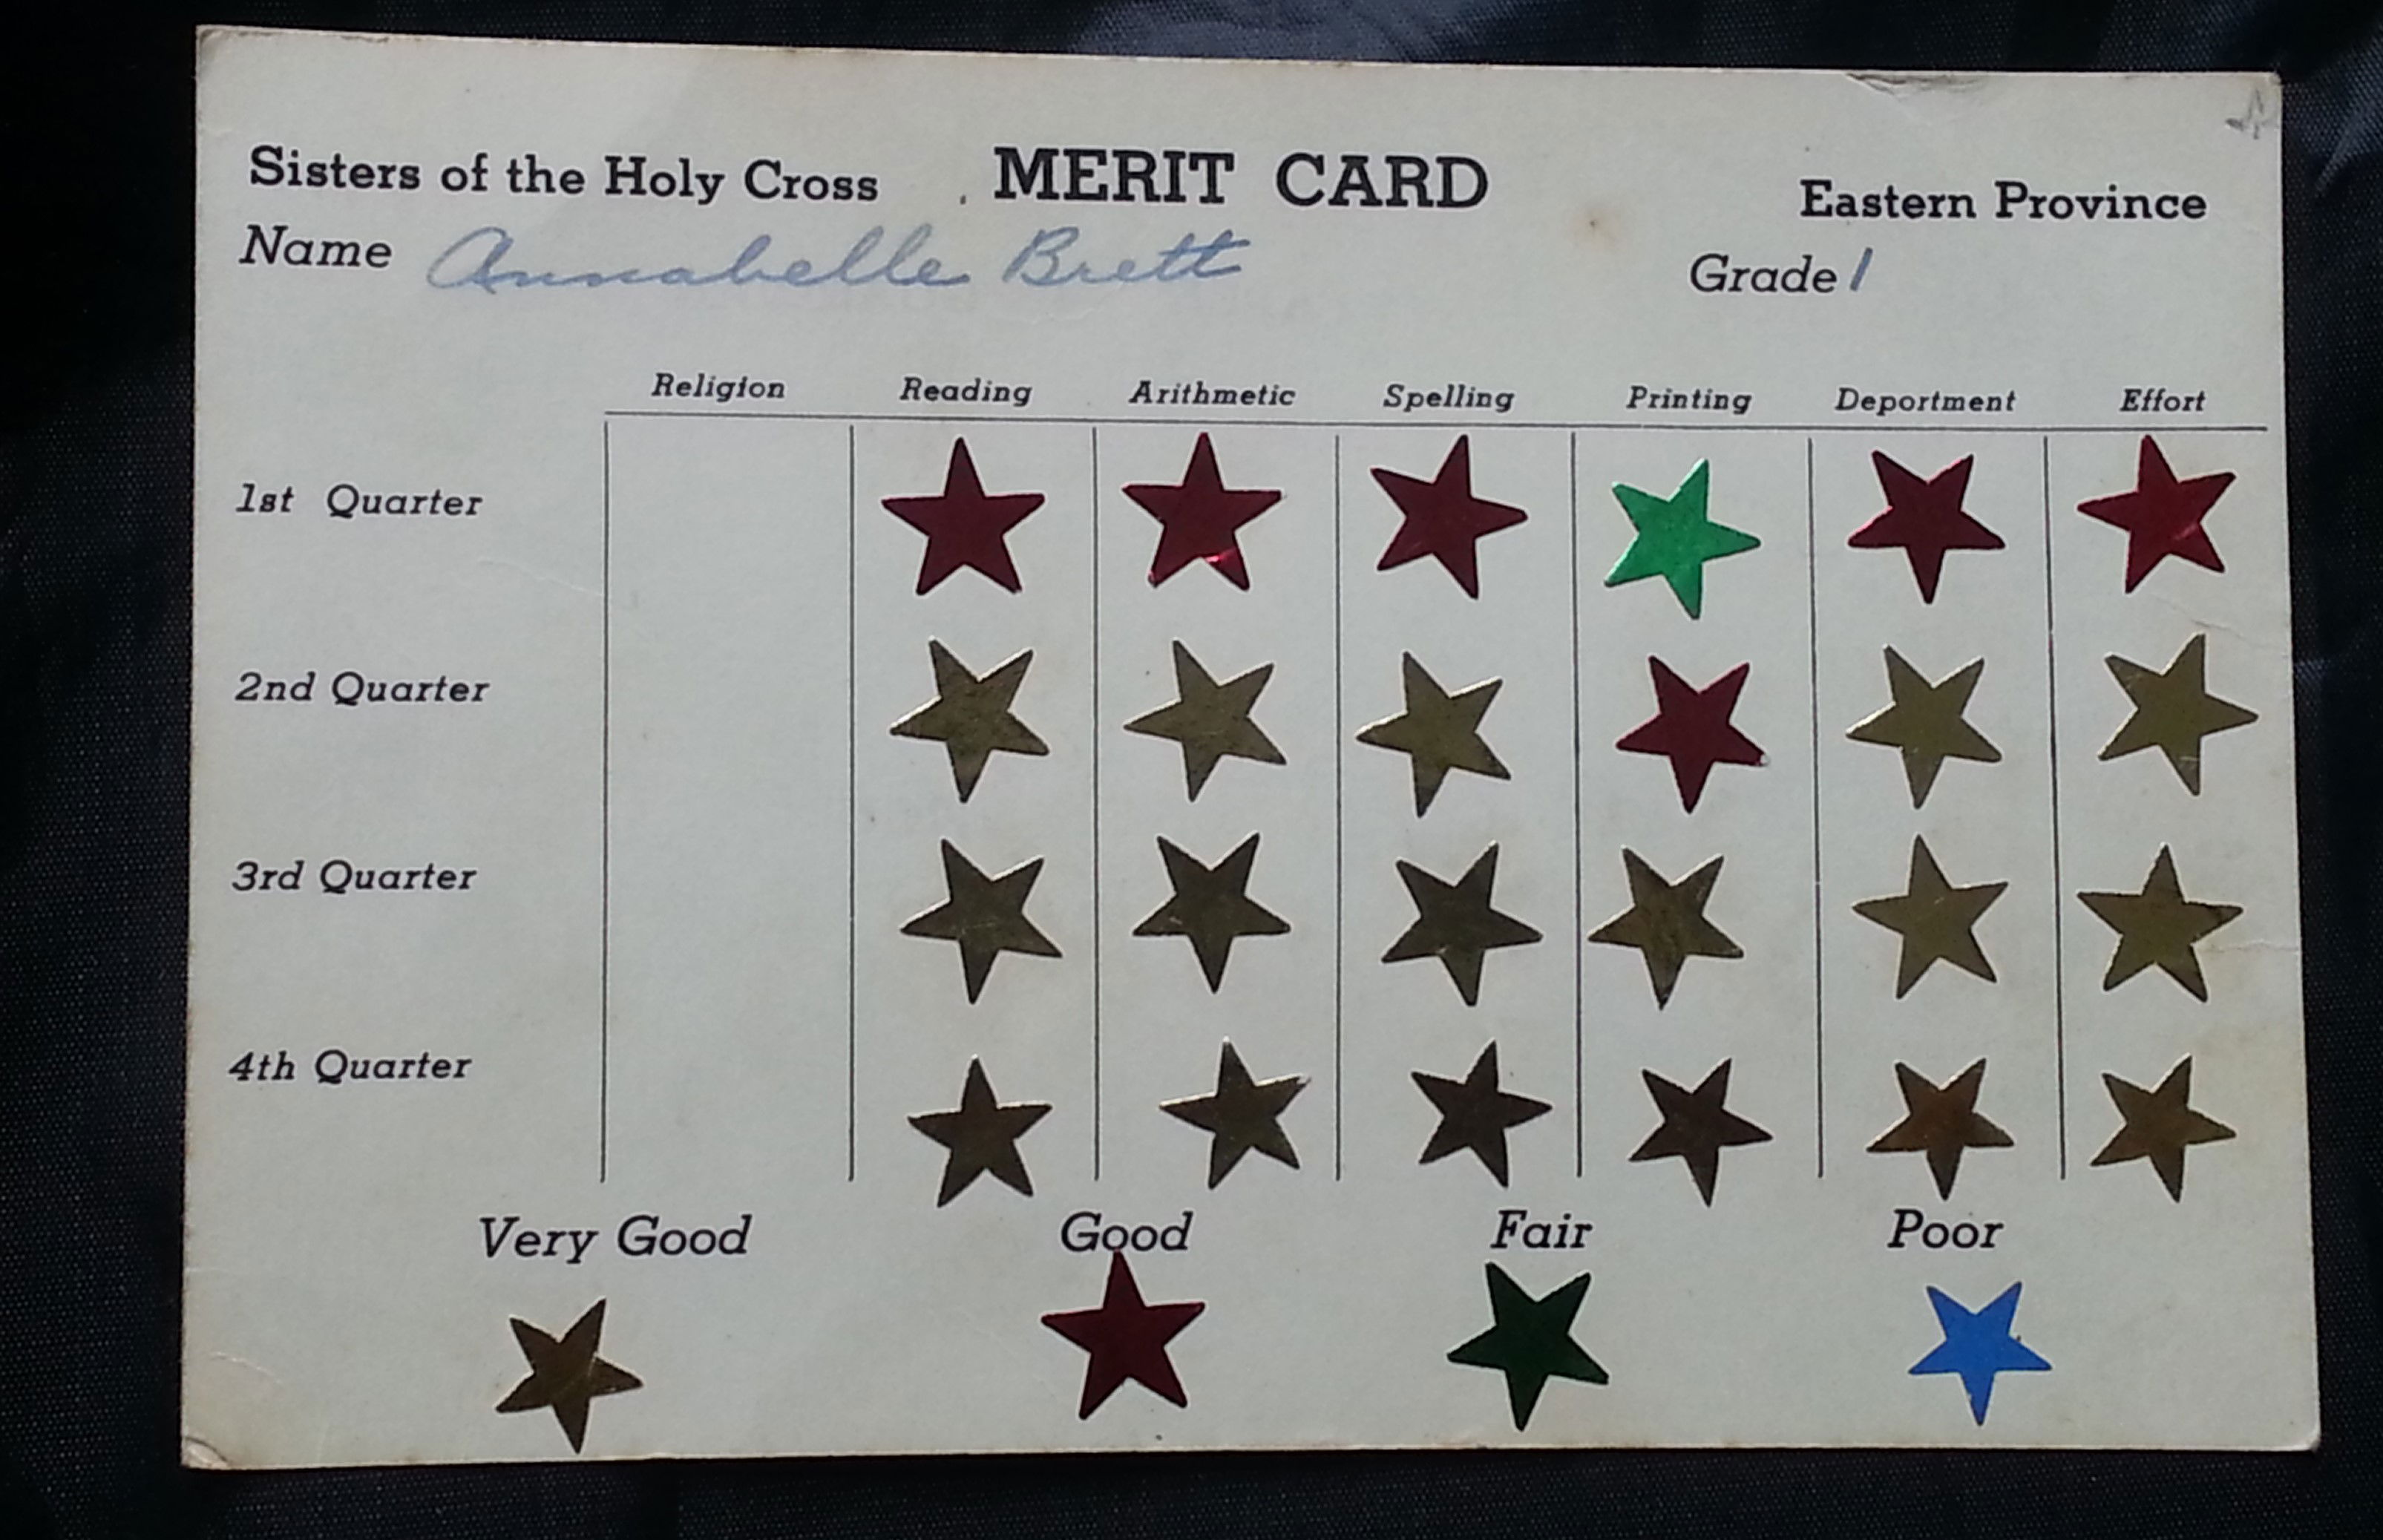 Sisters of the Holy Cross MERIT CARD Eastern Province
Name Annabelle Brett Grade 1
Religion Reading Arithmetic Spelling Printing Deportment Effort
1st Quarter
2nd Quarter
3rd Quarter
4th Quarter
Very Good Good Fair Poor